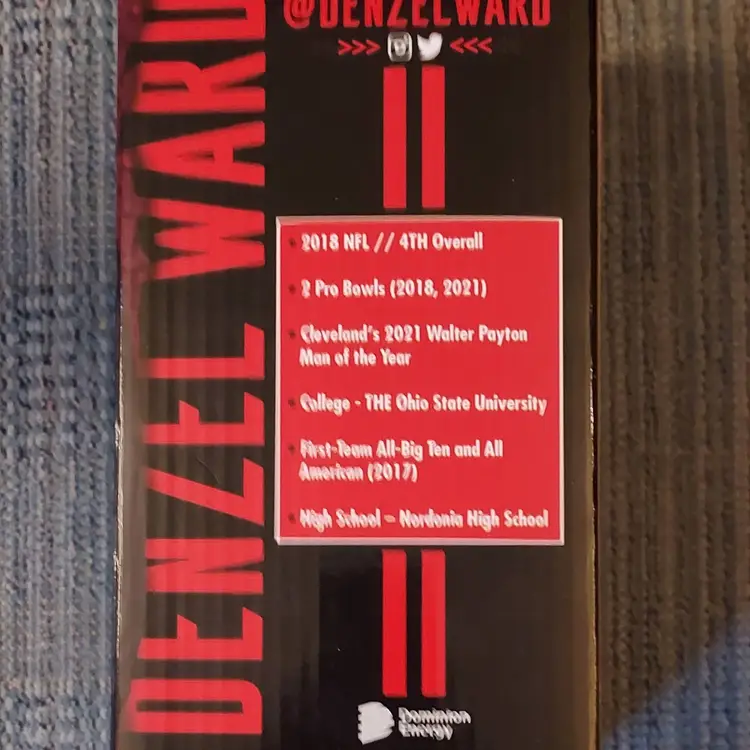 @DENZELWARD
>>> <<<
DENZEL WARD
• 2018 NFL // 4TH Overall
• 2 Pro Bowls (2018, 2021)
• Cleveland's 2021 Walter Payton
Man of the Year
• College - THE Ohio State University
• First-Team All-Big Ten and All
American (2017)
• High School – Nordonia High School
Dominion
Energy